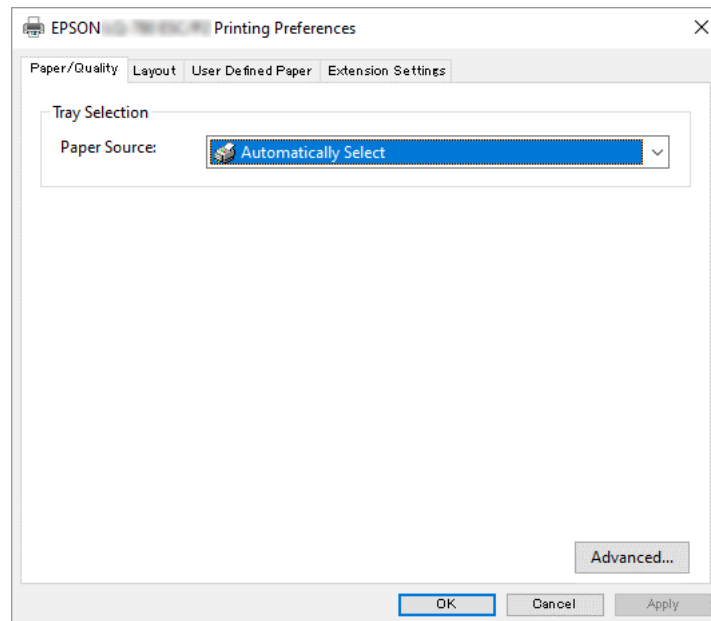 EPSON Printing Preferences
Paper/Quality Layout User Defined Paper Extension Settings
Tray Selection
Paper Source: Automatically Select
Advanced...
OK Cancel Apply